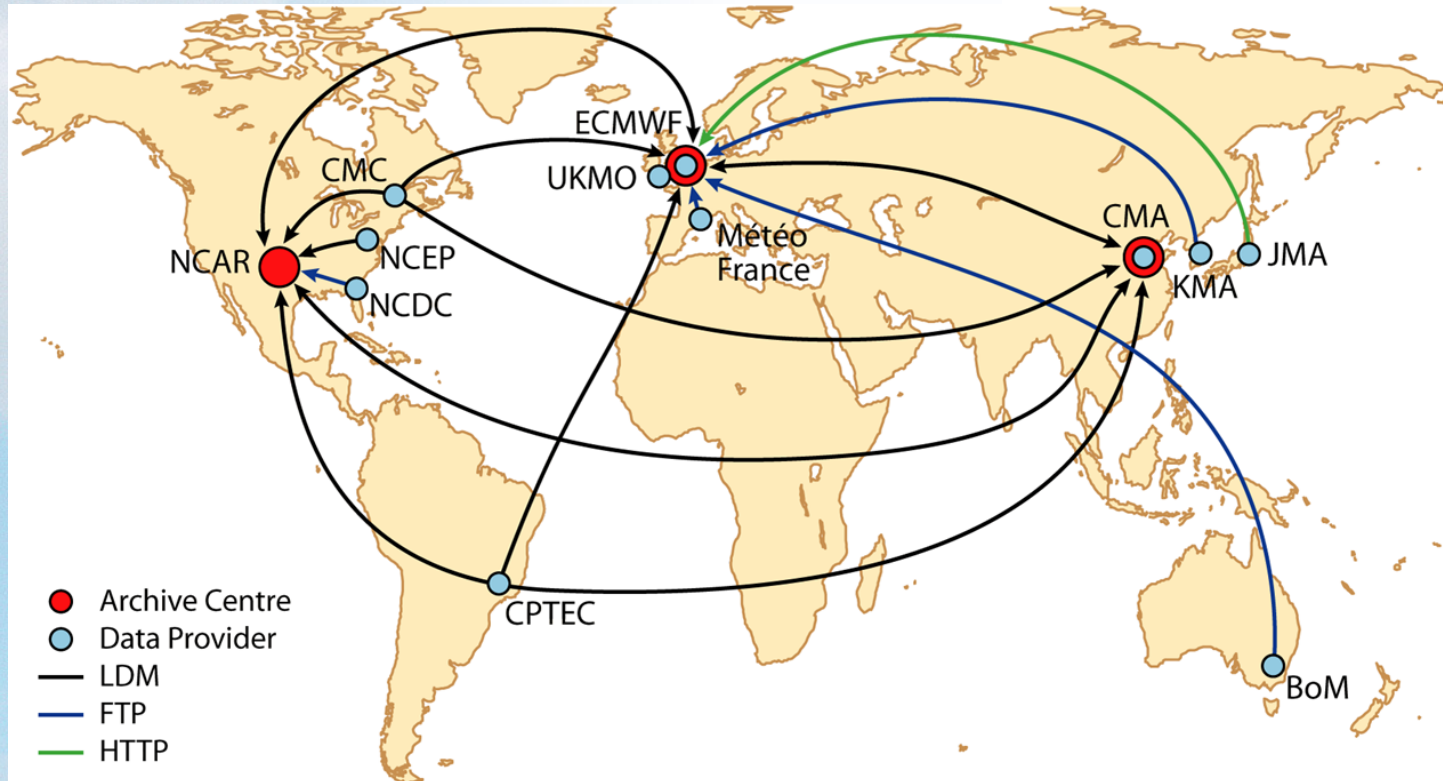 ECMWF
CMC
UKMO
CMA
NCAR
NCEP
Météo
France
JMA
KMA
NCDC
Archive Centre
Data Provider
CPTEC
LDM
BoM
FTP
HTTP